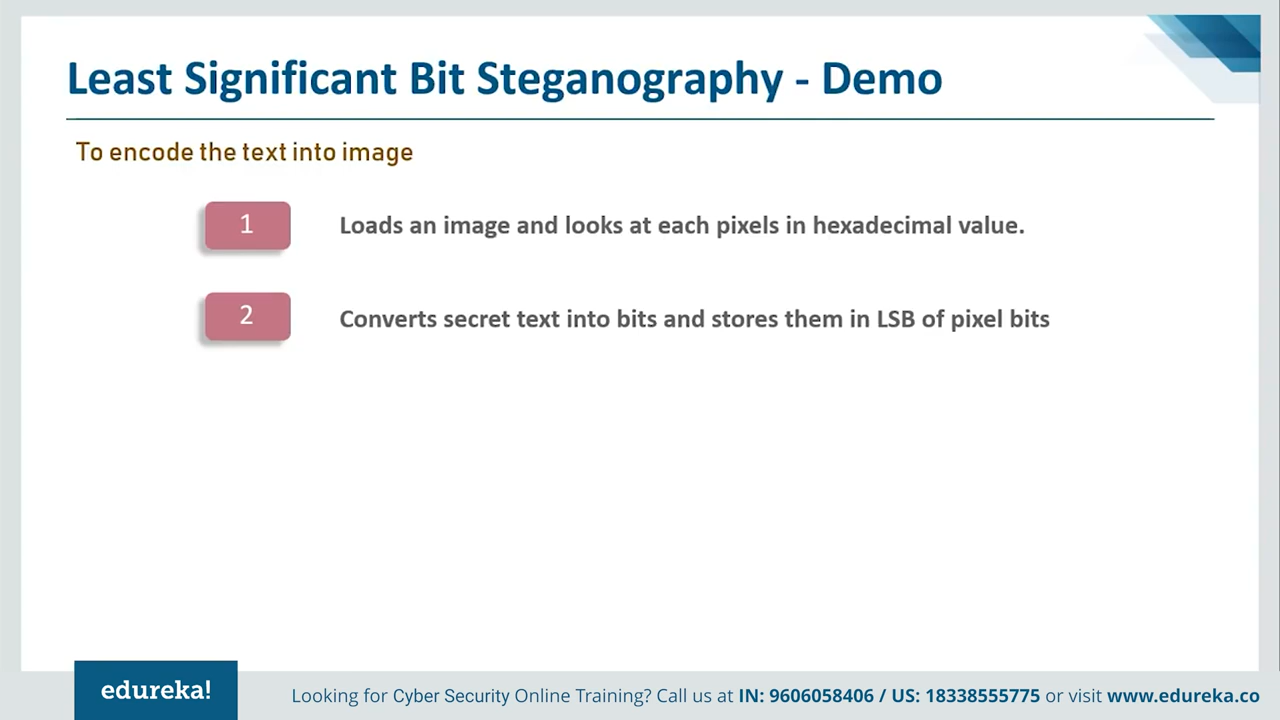 Least Significant Bit Steganography - Demo
To encode the text into image
1
Loads an image and looks at each pixels in hexadecimal value.
2
Converts secret text into bits and stores them in LSB of pixel bits
edureka!
Looking for Cyber Security Online Training? Call us at IN: 9606058406 / US: 18338555775 or visit www.edureka.co